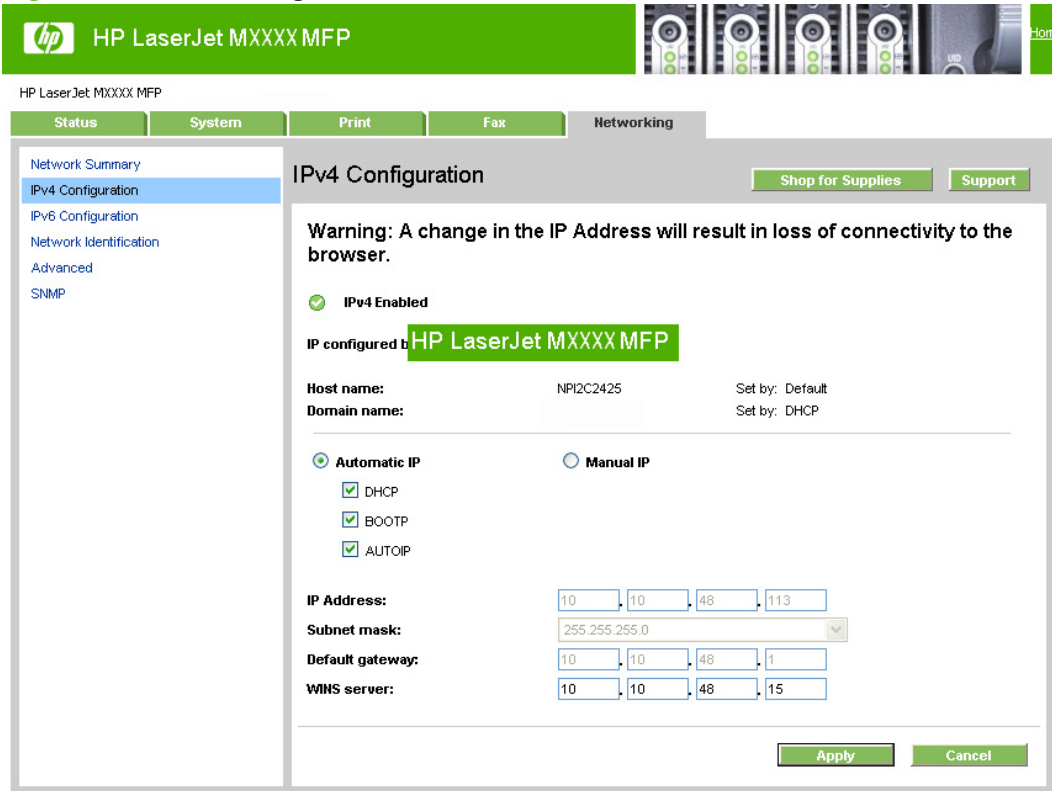 hp HP LaserJet MXXXX MFP
UID
HP LaserJet MXXXX MFP
Status System Print Fax Networking
Network Summary
IPv4 Configuration
IPv6 Configuration
Network Identification
Advanced
SNMP
IPv4 Configuration
Shop for Supplies Support
Warning: A change in the IP Address will result in loss of connectivity to the
browser.
IPv4 Enabled
IP configured
HP LaserJet MXXXX MFP
Host name: NPI2C2425 Set by: Default
Domain name: Set by: DHCP
Automatic IP Manual IP
DHCP
BOOTP
AUTOIP
IP Address: 10 . 10 . 48 . 113
Subnet mask: 255.255.255.0
Default gateway: 10 . 10 . 48 . 1
WINS server: 10 . 10 . 48 . 15
Apply Cancel